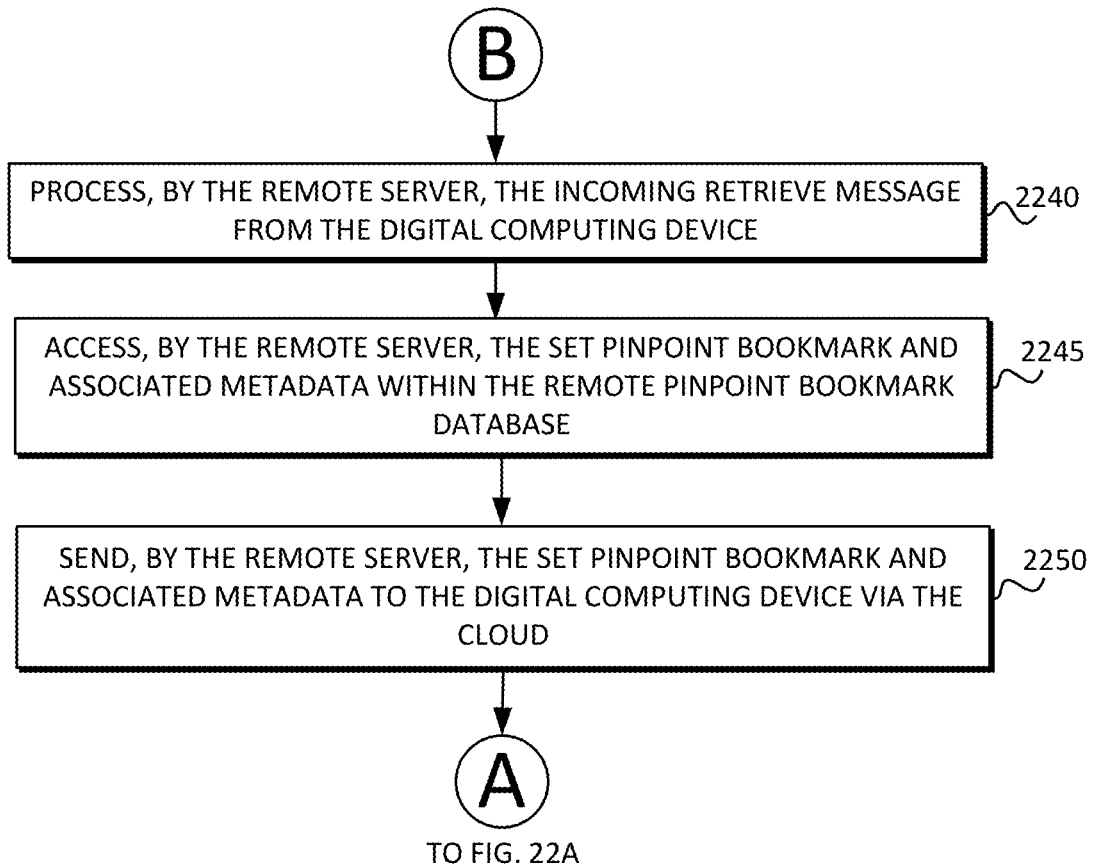 B
PROCESS, BY THE REMOTE SERVER, THE INCOMING RETRIEVE MESSAGE
FROM THE DIGITAL COMPUTING DEVICE
2240
ACCESS, BY THE REMOTE SERVER, THE SET PINPOINT BOOKMARK AND
ASSOCIATED METADATA WITHIN THE REMOTE PINPOINT BOOKMARK
DATABASE
2245
SEND, BY THE REMOTE SERVER, THE SET PINPOINT BOOKMARK AND
ASSOCIATED METADATA TO THE DIGITAL COMPUTING DEVICE VIA THE
CLOUD
2250
A
TO FIG. 22A